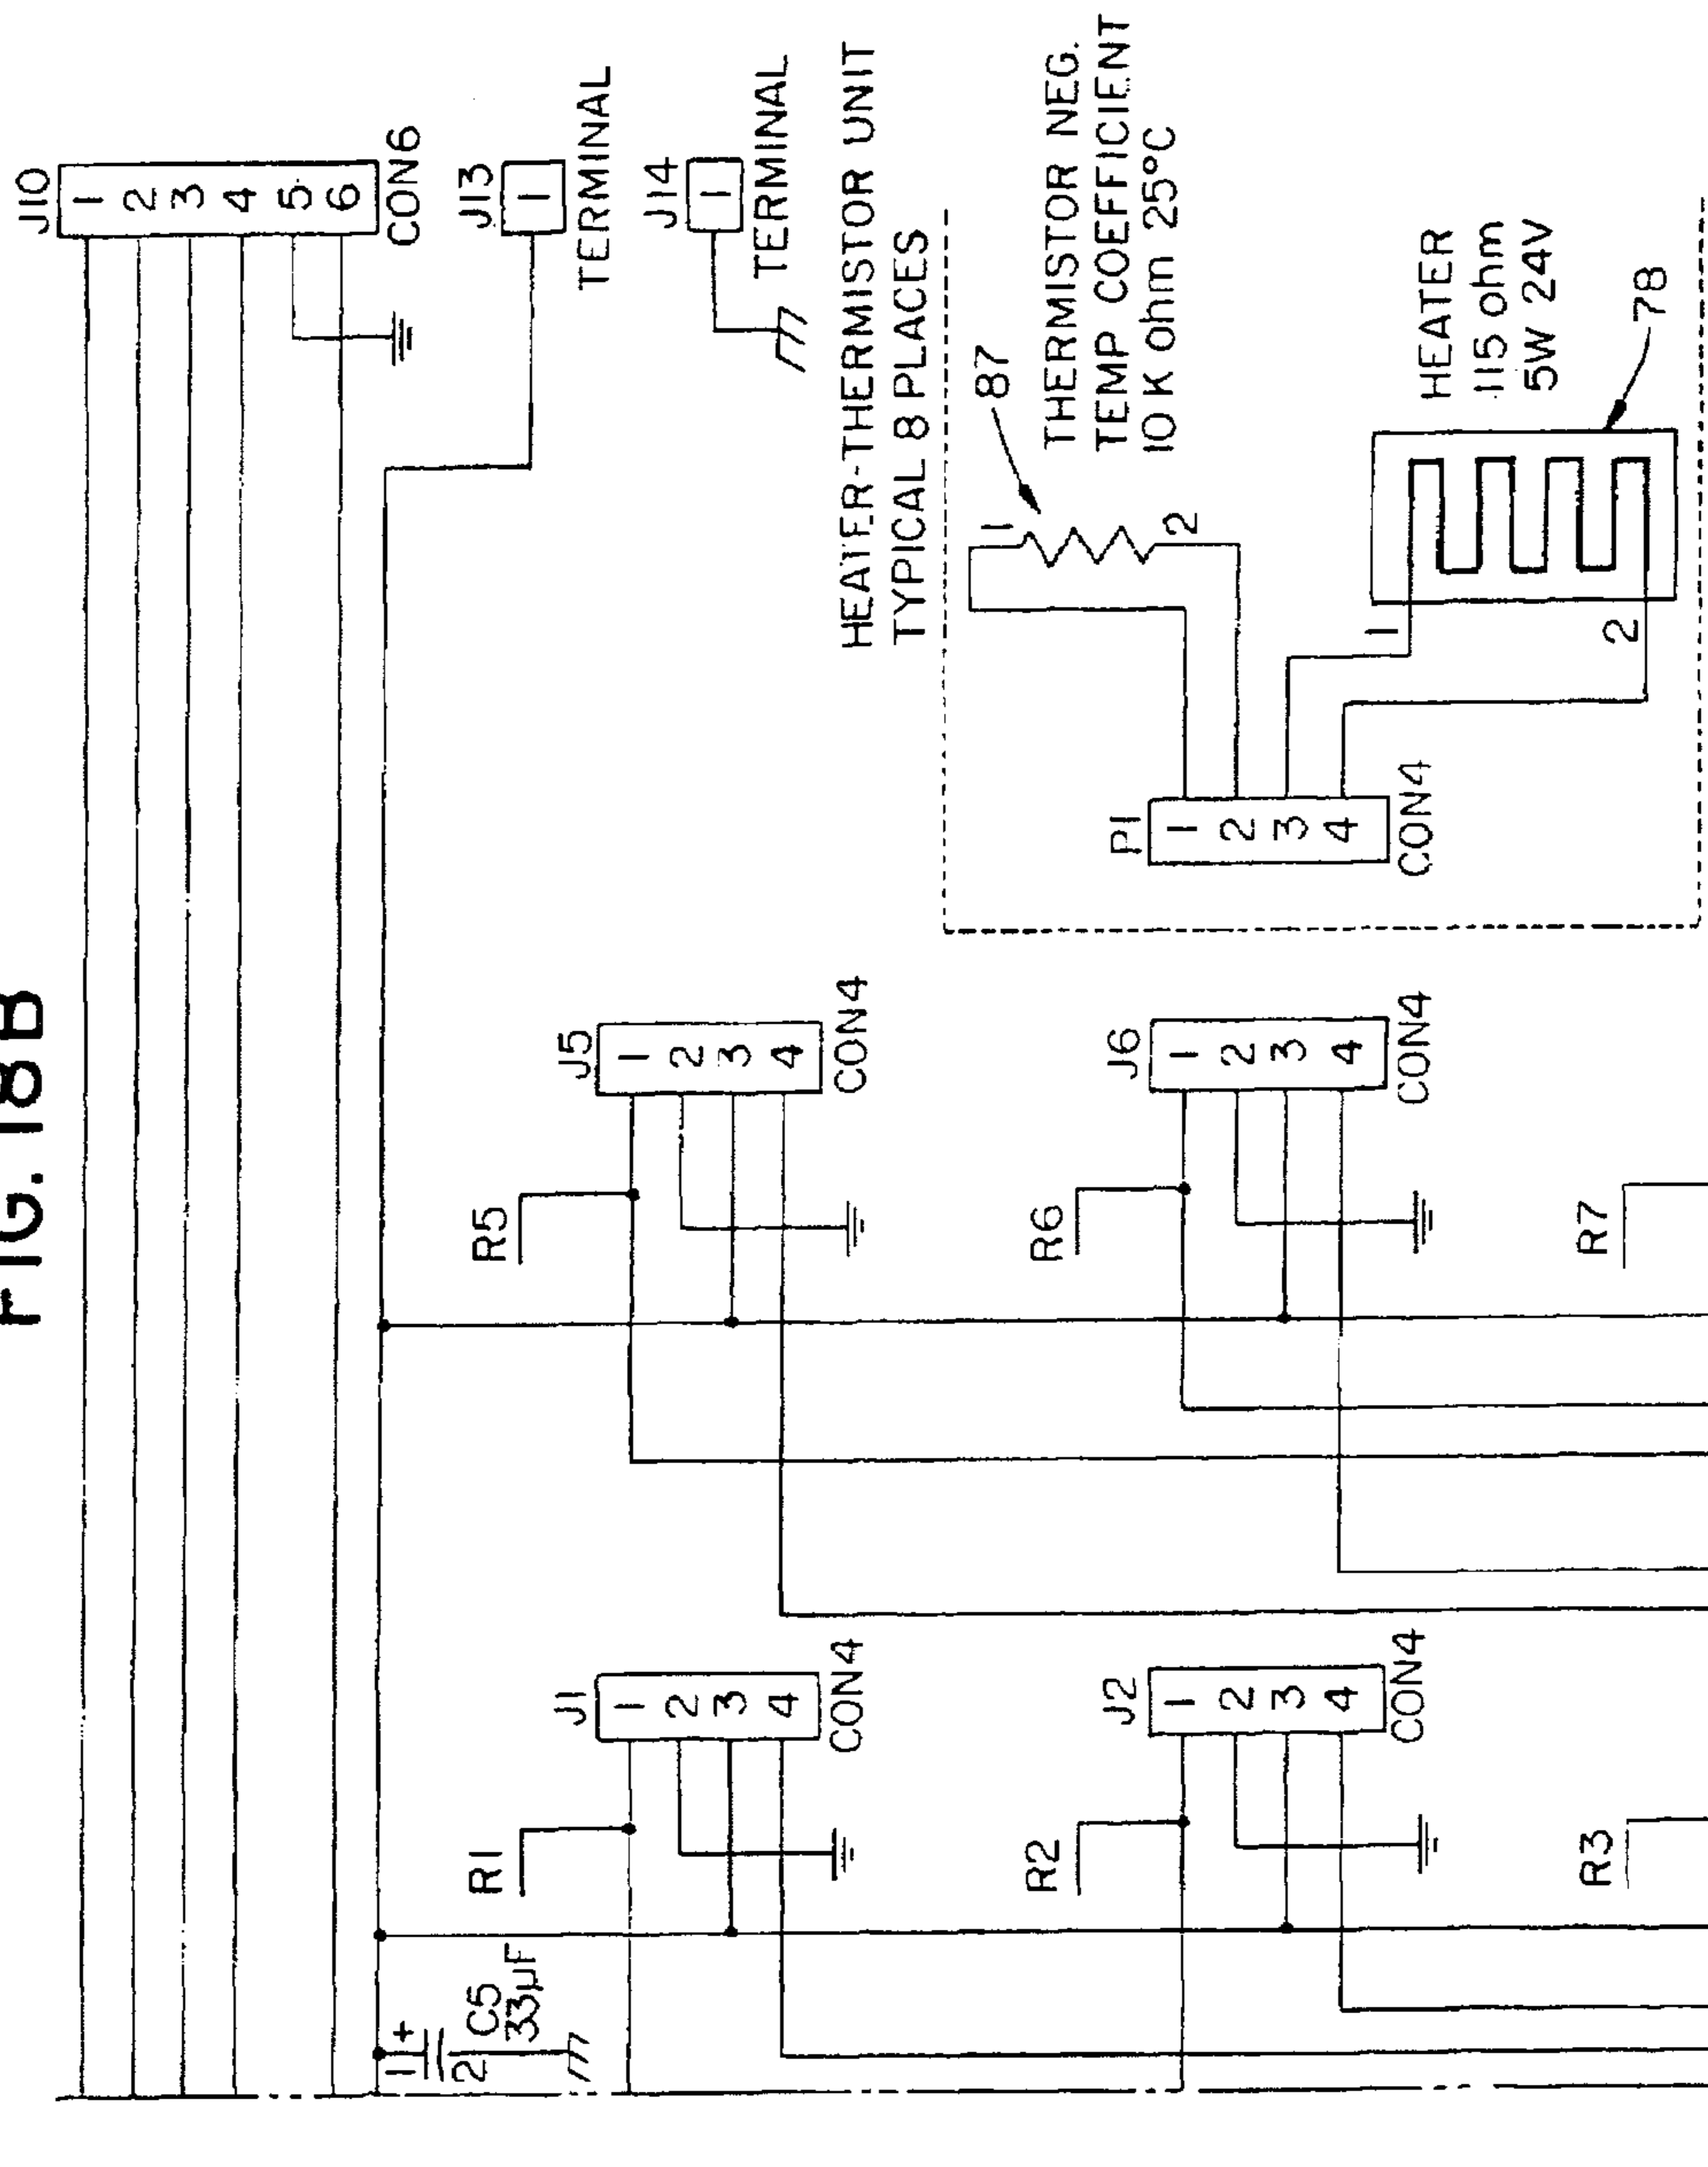 FIG. 18B
J10
1
2
3
4
5
6
CON6
J13
1
TERMINAL
J14
1
TERMINAL
HEATER-THERMISTOR UNIT
TYPICAL 8 PLACES
87
1
2
THERMISTOR NEG.
TEMP COEFFICIENT
10 K ohm 25°C
HEATER
115 ohm
5W 24V
78
1
2
P1
1
2
3
4
CON4
J5
1
2
3
4
CON4
R5
J6
1
2
3
4
CON4
R6
R7
J1
1
2
3
4
CON4
R1
J2
1
2
3
4
CON4
R2
R3
1 +
2
C5
33µF